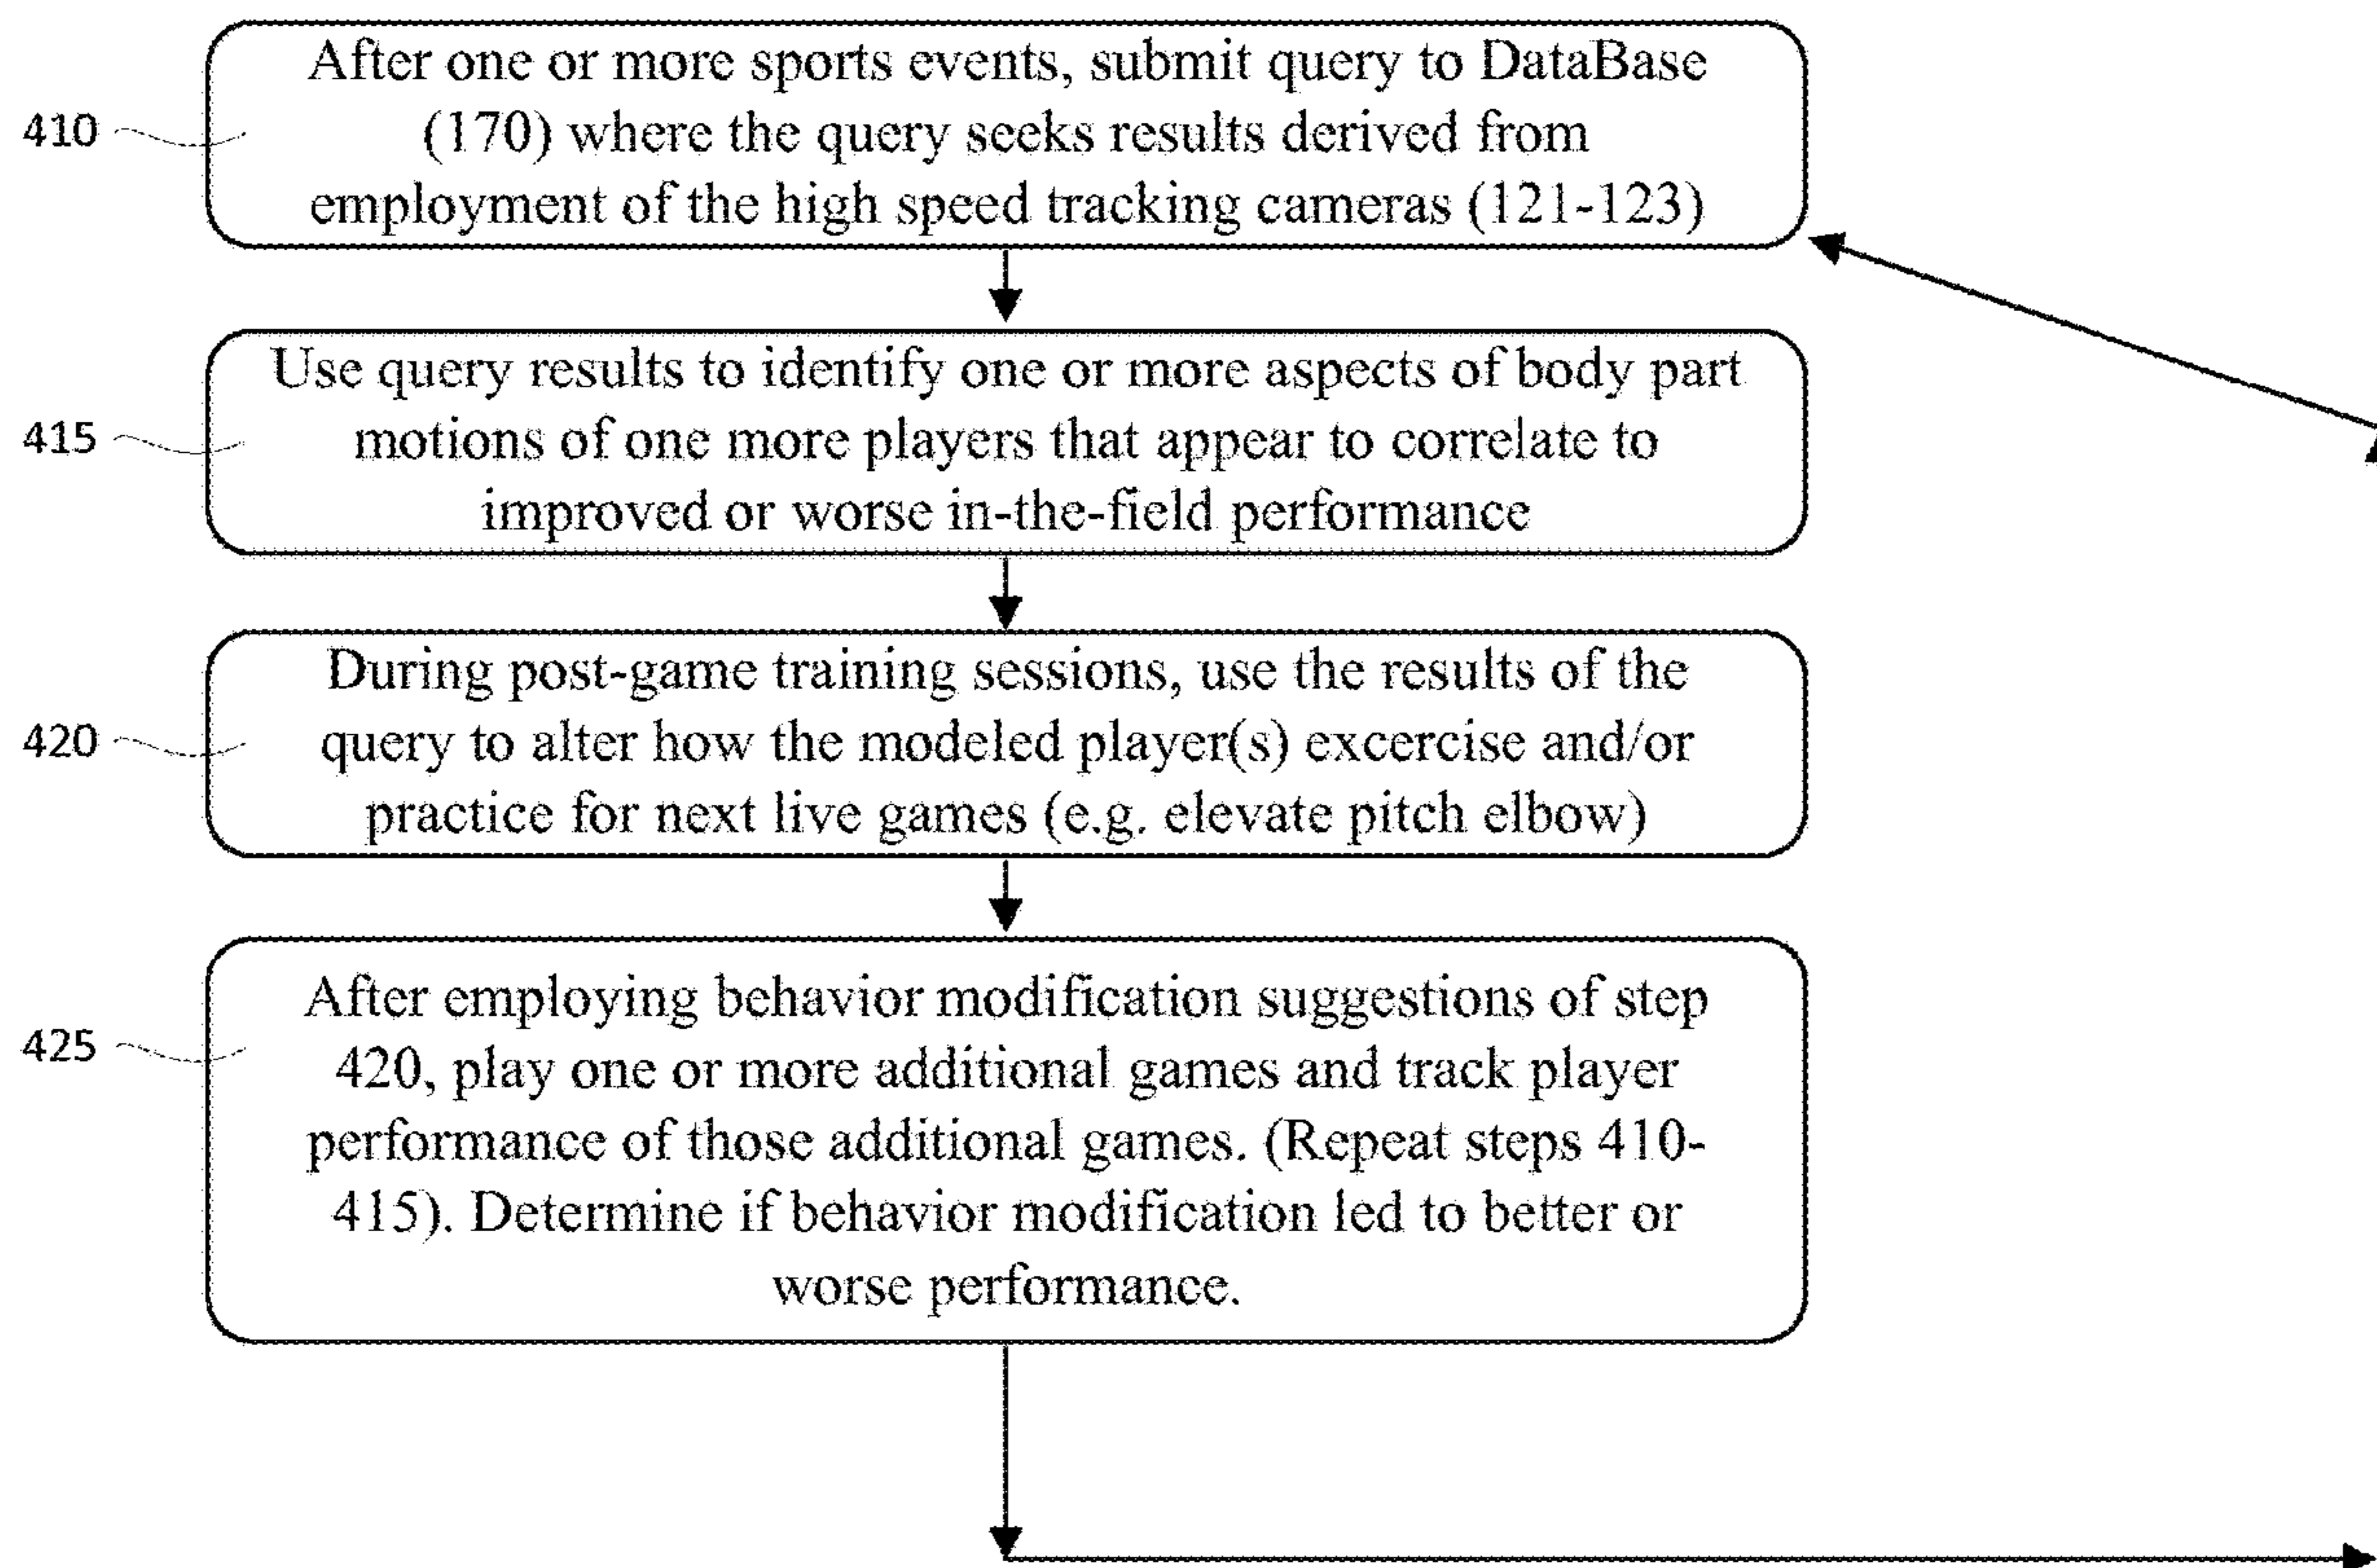 410
After one or more sports events, submit query to DataBase
(170) where the query seeks results derived from
employment of the high speed tracking cameras (121-123)
415
Use query results to identify one or more aspects of body part
motions of one more players that appear to correlate to
improved or worse in-the-field performance
420
During post-game training sessions, use the results of the
query to alter how the modeled player(s) excercise and/or
practice for next live games (e.g. elevate pitch elbow)
425
After employing behavior modification suggestions of step
420, play one or more additional games and track player
performance of those additional games. (Repeat steps 410-
415). Determine if behavior modification led to better or
worse performance.